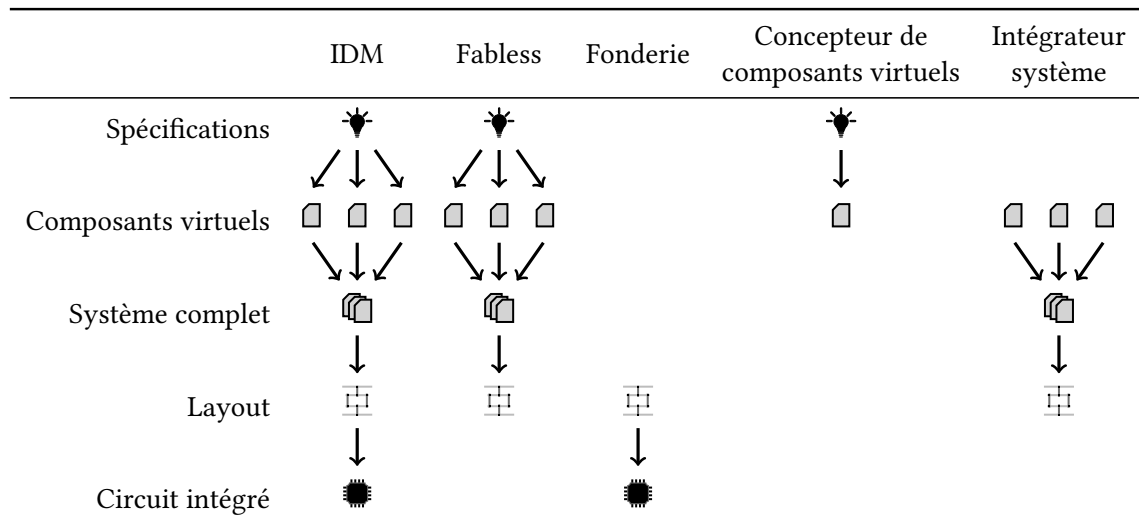 IDM Fabless Fonderie Concepteur de composants virtuels Intégrateur système
Spécifications
Composants virtuels
Système complet
Layout
Circuit intégré